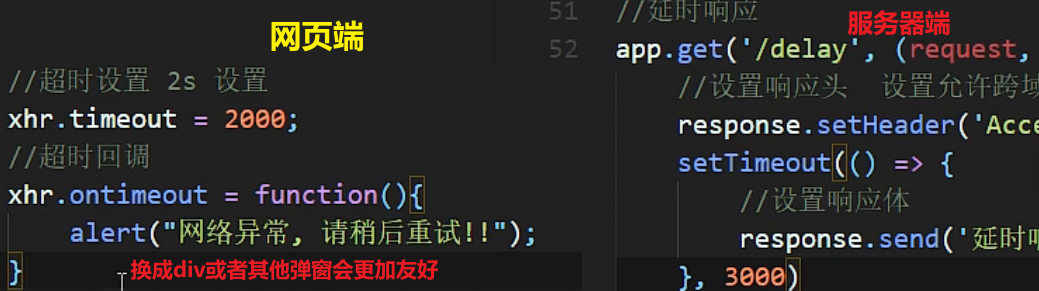 网页端
//超时设置 2s 设置
xhr.timeout = 2000;
//超时回调
xhr.ontimeout = function(){
alert("网络异常, 请稍后重试!!");
}
换成div或者其他弹窗会更加友好
51 //延时响应
服务器端
52 app.get('/delay', (request,
//设置响应头 设置允许跨域
response.setHeader('Acce
setTimeout(() => {
//设置响应体
response.send('延时响
}, 3000)